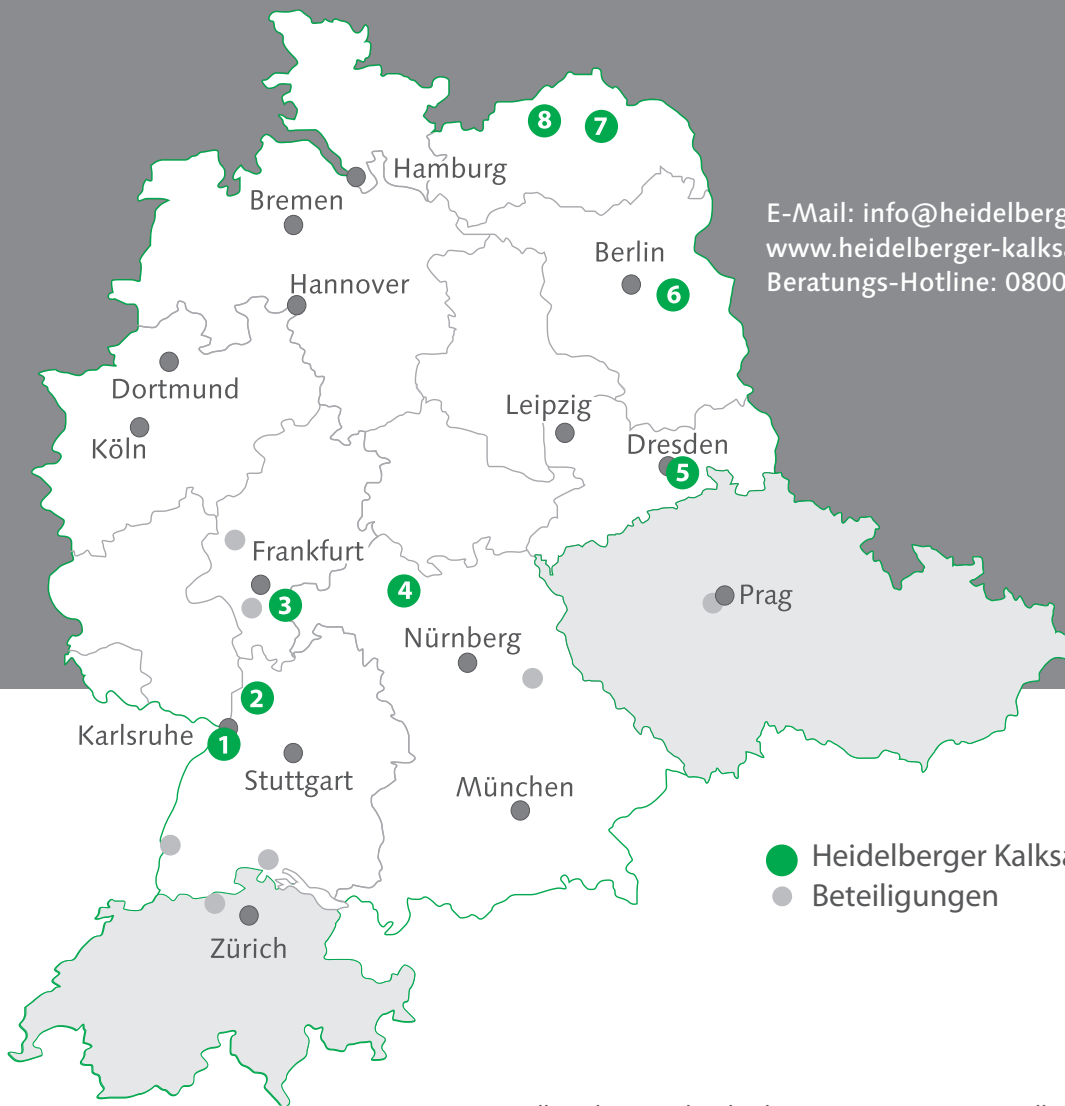 8
7
Hamburg
Bremen
E-Mail: info@heidelberg
www.heidelberger-kalks
Beratungs-Hotline: 0800
Berlin
6
Hannover
Dortmund
Leipzig
Köln
Dresden
5
Frankfurt
4
3
Prag
Nürnberg
2
Karlsruhe
1
Stuttgart
München
Heidelberger Kalks
Beteiligungen
Zürich